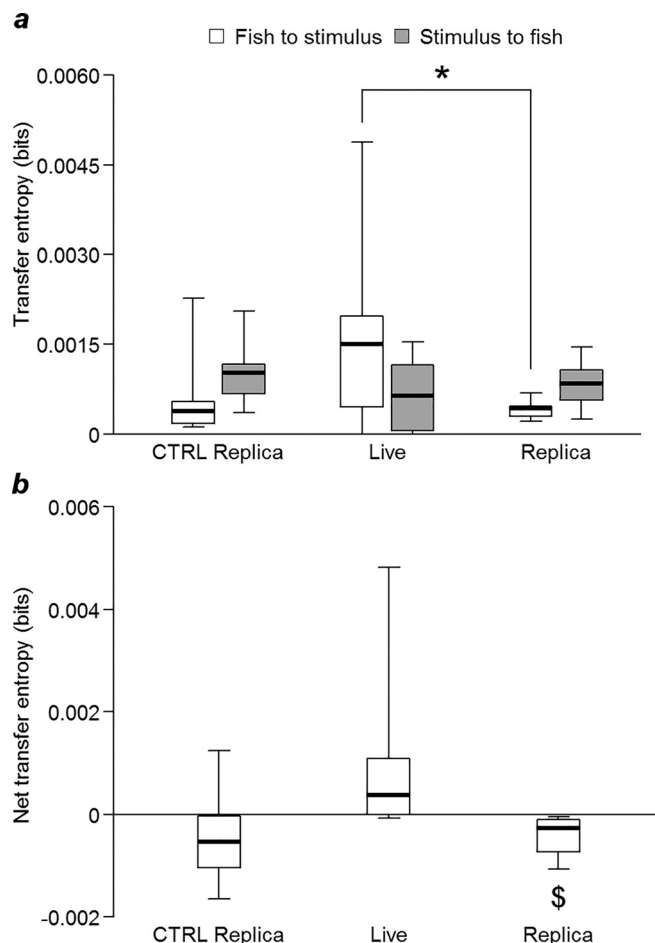 a
Fish to stimulus Stimulus to fish
Transfer entropy (bits)
0.0060
0.0045
0.0030
0.0015
0
*
CTRL Replica Live Replica
b
Net transfer entropy (bits)
0.006
0.004
0.002
0
-0.002
$
CTRL Replica Live Replica